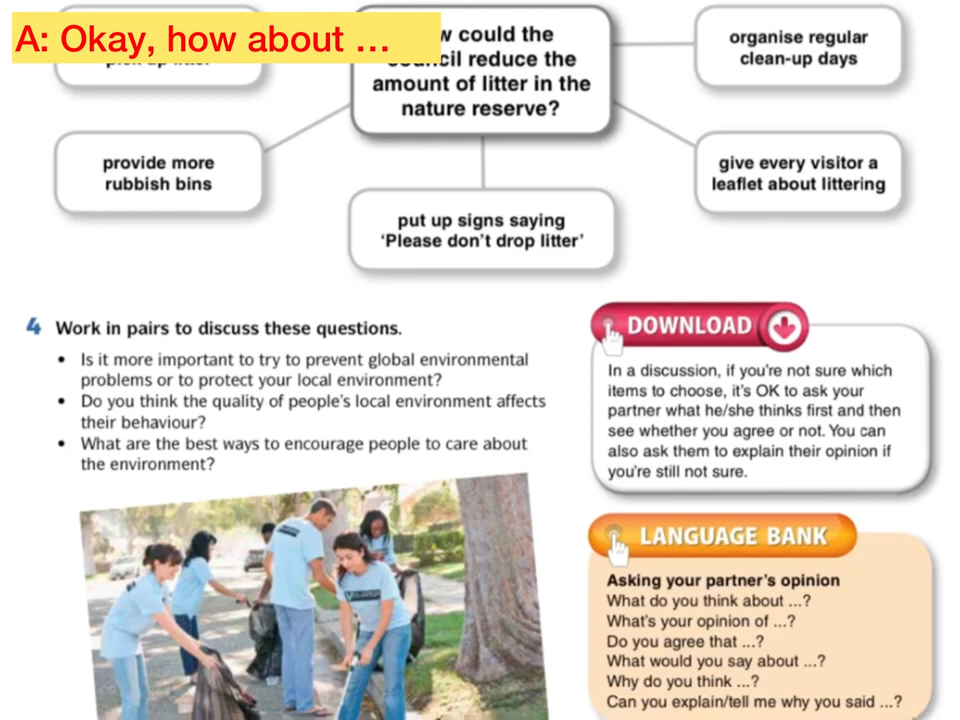 A: Okay, how about …
could the
reduce the
amount of litter in the
nature reserve?
organise regular
clean-up days
provide more
rubbish bins
give every visitor a
leaflet about littering
put up signs saying
‘Please don’t drop litter’
4 Work in pairs to discuss these questions.
• Is it more important to try to prevent global environmental
problems or to protect your local environment?
• Do you think the quality of people’s local environment affects
their behaviour?
• What are the best ways to encourage people to care about
the environment?
DOWNLOAD
In a discussion, if you’re not sure which
items to choose, it’s OK to ask your
partner what he/she thinks first and then
see whether you agree or not. You can
also ask them to explain their opinion if
you’re still not sure.
LANGUAGE BANK
Asking your partner’s opinion
What do you think about ...?
What’s your opinion of ...?
Do you agree that ...?
What would you say about ...?
Why do you think ...?
Can you explain/tell me why you said ...?